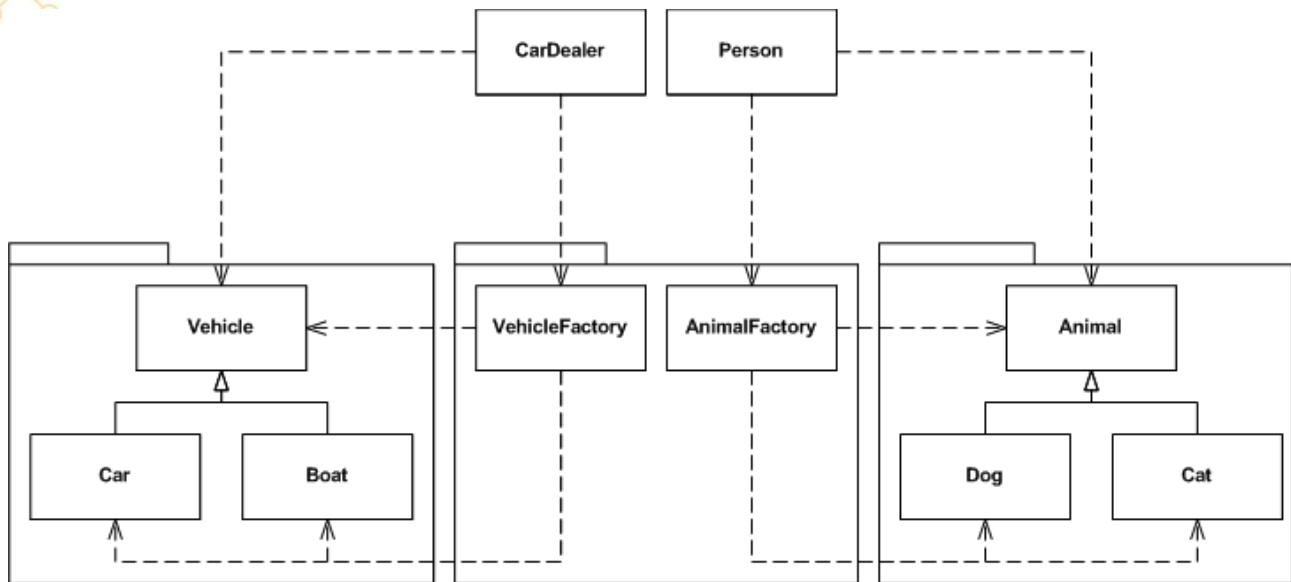 CarDealer
Person
Vehicle
VehicleFactory
AnimalFactory
Animal
Car
Boat
Dog
Cat